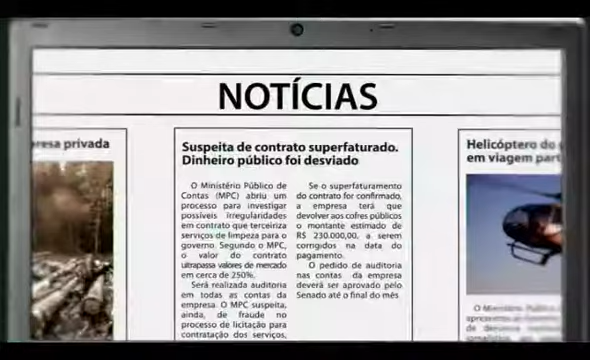 NOTÍCIAS
resa privada
Suspeita de contrato superfaturado.
Dinheiro público foi desviado
O Ministério Público de
Contas (MPC) abriu um
processo para investigar
possíveis irregularidades
em contrato que terceiriza
serviços de limpeza para o
governo. Segundo o MPC,
o valor do contrato
ultrapassa valores de mercado
em cerca de 250%.
Será realizada auditoria
em todas as contas da
empresa. O MPC suspeita,
ainda, de fraude no
processo de licitação para
contratação dos serviços,
Se o superfaturamento
do contrato for confirmado,
a empresa terá que
devolver aos cofres públicos
o montante estimado de
R$ 230.000,00, a serem
corrigidos na data do
pagamento.
O pedido de auditoria
nas contas da empresa
deverá ser aprovado pelo
Senado até o final do mês
Helicóptero do
em viagem part
O Ministério Público